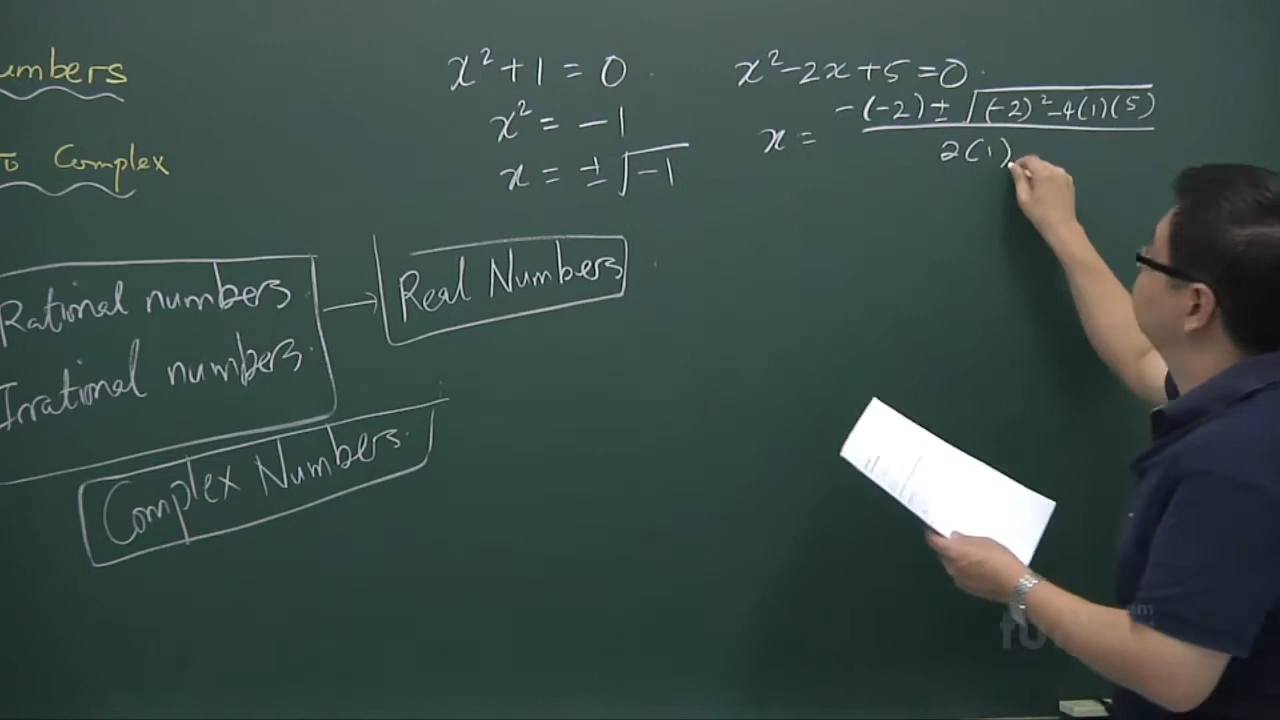 umbers
To Complex
x² + 1 = 0
x² = -1
x = ± √-1
x² - 2x + 5 = 0
x = (-(-2) ± √((-2)² - 4(1)(5))) / 2(1)
Rational numbers
Irrational numbers
Real Numbers
Complex Numbers